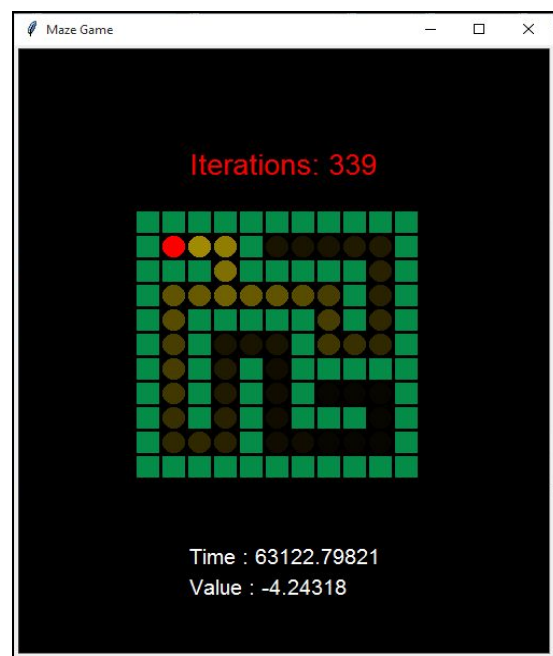 Maze Game
Iterations: 339
Time : 63122.79821
Value : -4.24318